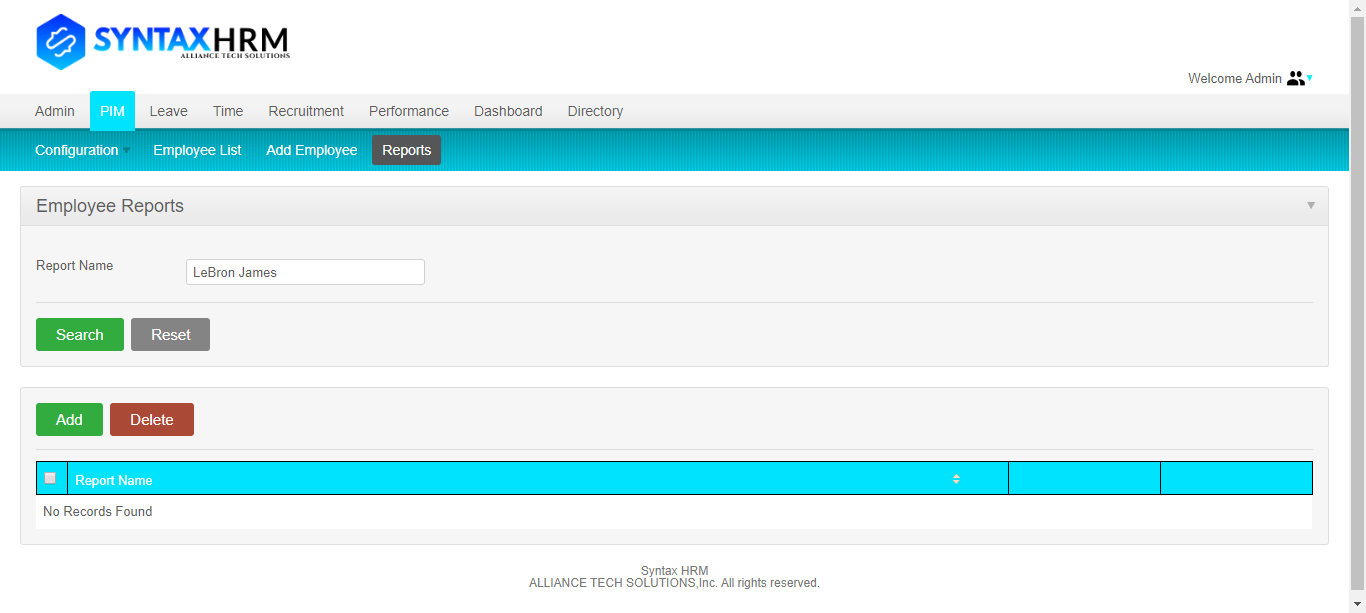 SYNTAXHRM
ALLIANCE TECH SOLUTIONS
Welcome Admin
Admin PIM Leave Time Recruitment Performance Dashboard Directory
Configuration Employee List Add Employee Reports
Employee Reports
Report Name LeBron James
Search Reset
Add Delete
Report Name
No Records Found
Syntax HRM
ALLIANCE TECH SOLUTIONS,Inc. All rights reserved.